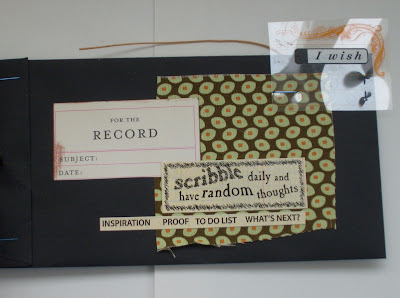 I wish
FOR THE
RECORD
SUBJECT:
DATE:
scribble daily and
have random thoughts
INSPIRATION PROOF TO DO LIST WHAT'S NEXT?